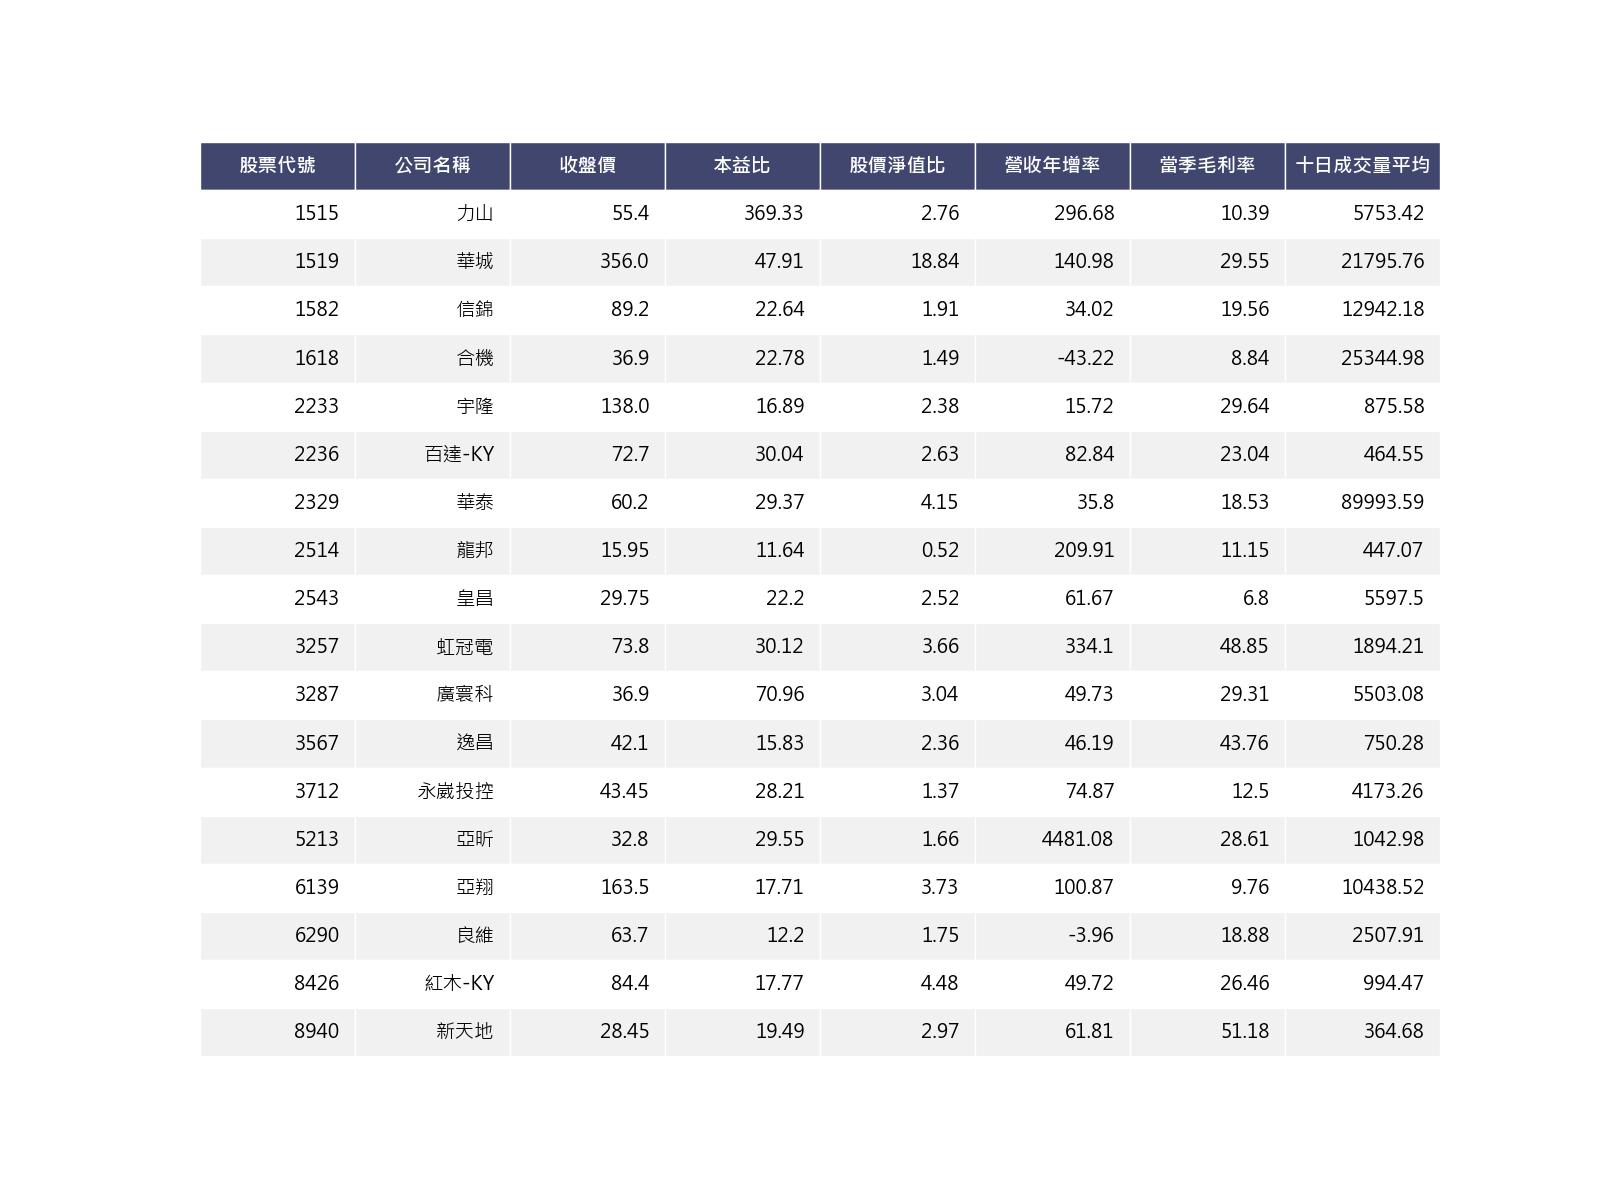 股票代號 公司名稱 收盤價 本益比 股價淨值比 營收年增率 當季毛利率 十日成交量平均
1515 力山 55.4 369.33 2.76 296.68 10.39 5753.42
1519 華城 356.0 47.91 18.84 140.98 29.55 21795.76
1582 信錦 89.2 22.64 1.91 34.02 19.56 12942.18
1618 合機 36.9 22.78 1.49 -43.22 8.84 25344.98
2233 宇隆 138.0 16.89 2.38 15.72 29.64 875.58
2236 百達-KY 72.7 30.04 2.63 82.84 23.04 464.55
2329 華泰 60.2 29.37 4.15 35.8 18.53 89993.59
2514 龍邦 15.95 11.64 0.52 209.91 11.15 447.07
2543 皇昌 29.75 22.2 2.52 61.67 6.8 5597.5
3257 虹冠電 73.8 30.12 3.66 334.1 48.85 1894.21
3287 廣寰科 36.9 70.96 3.04 49.73 29.31 5503.08
3567 逸昌 42.1 15.83 2.36 46.19 43.76 750.28
3712 永崴投控 43.45 28.21 1.37 74.87 12.5 4173.26
5213 亞昕 32.8 29.55 1.66 4481.08 28.61 1042.98
6139 亞翔 163.5 17.71 3.73 100.87 9.76 10438.52
6290 良維 63.7 12.2 1.75 -3.96 18.88 2507.91
8426 紅木-KY 84.4 17.77 4.48 49.72 26.46 994.47
8940 新天地 28.45 19.49 2.97 61.81 51.18 364.68